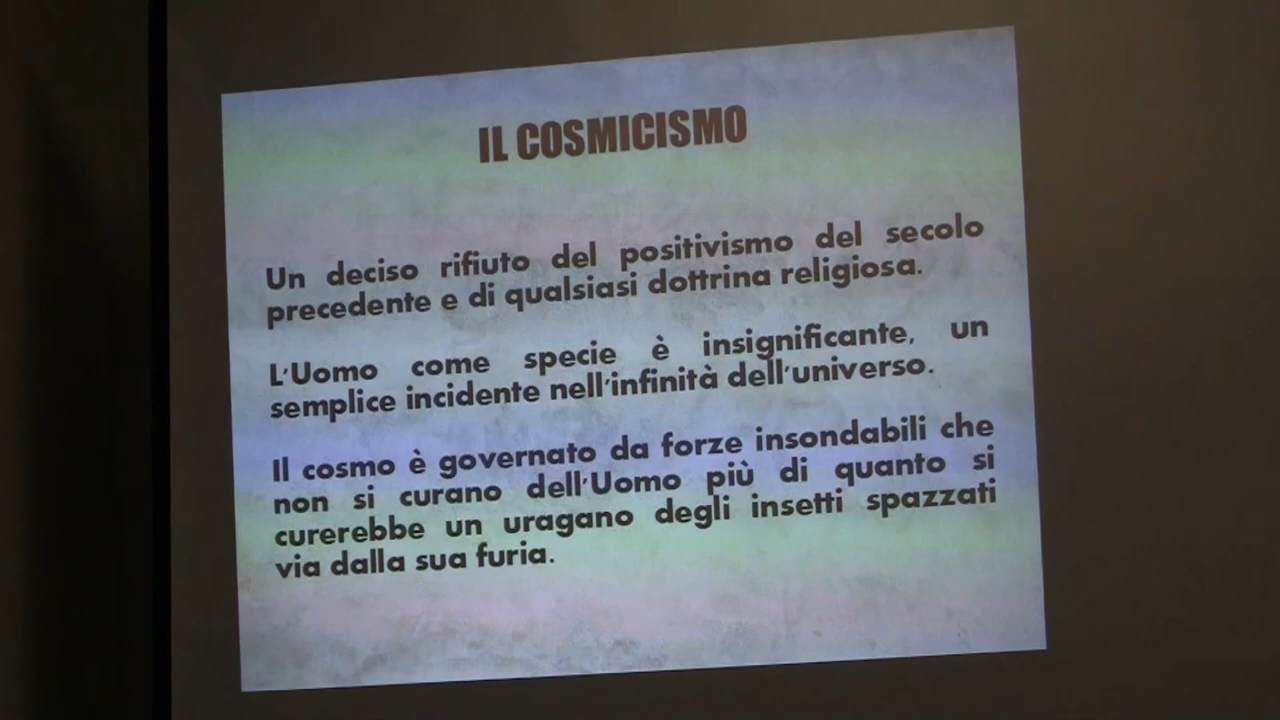 IL COSMICISMO
Un deciso rifiuto del positivismo del secolo
precedente e di qualsiasi dottrina religiosa.
L'Uomo come specie è insignificante, un
semplice incidente nell'infinità dell'universo.
Il cosmo è governato da forze insondabili che
non si curano dell'Uomo più di quanto si
curerebbe un uragano degli insetti spazzati
via dalla sua furia.